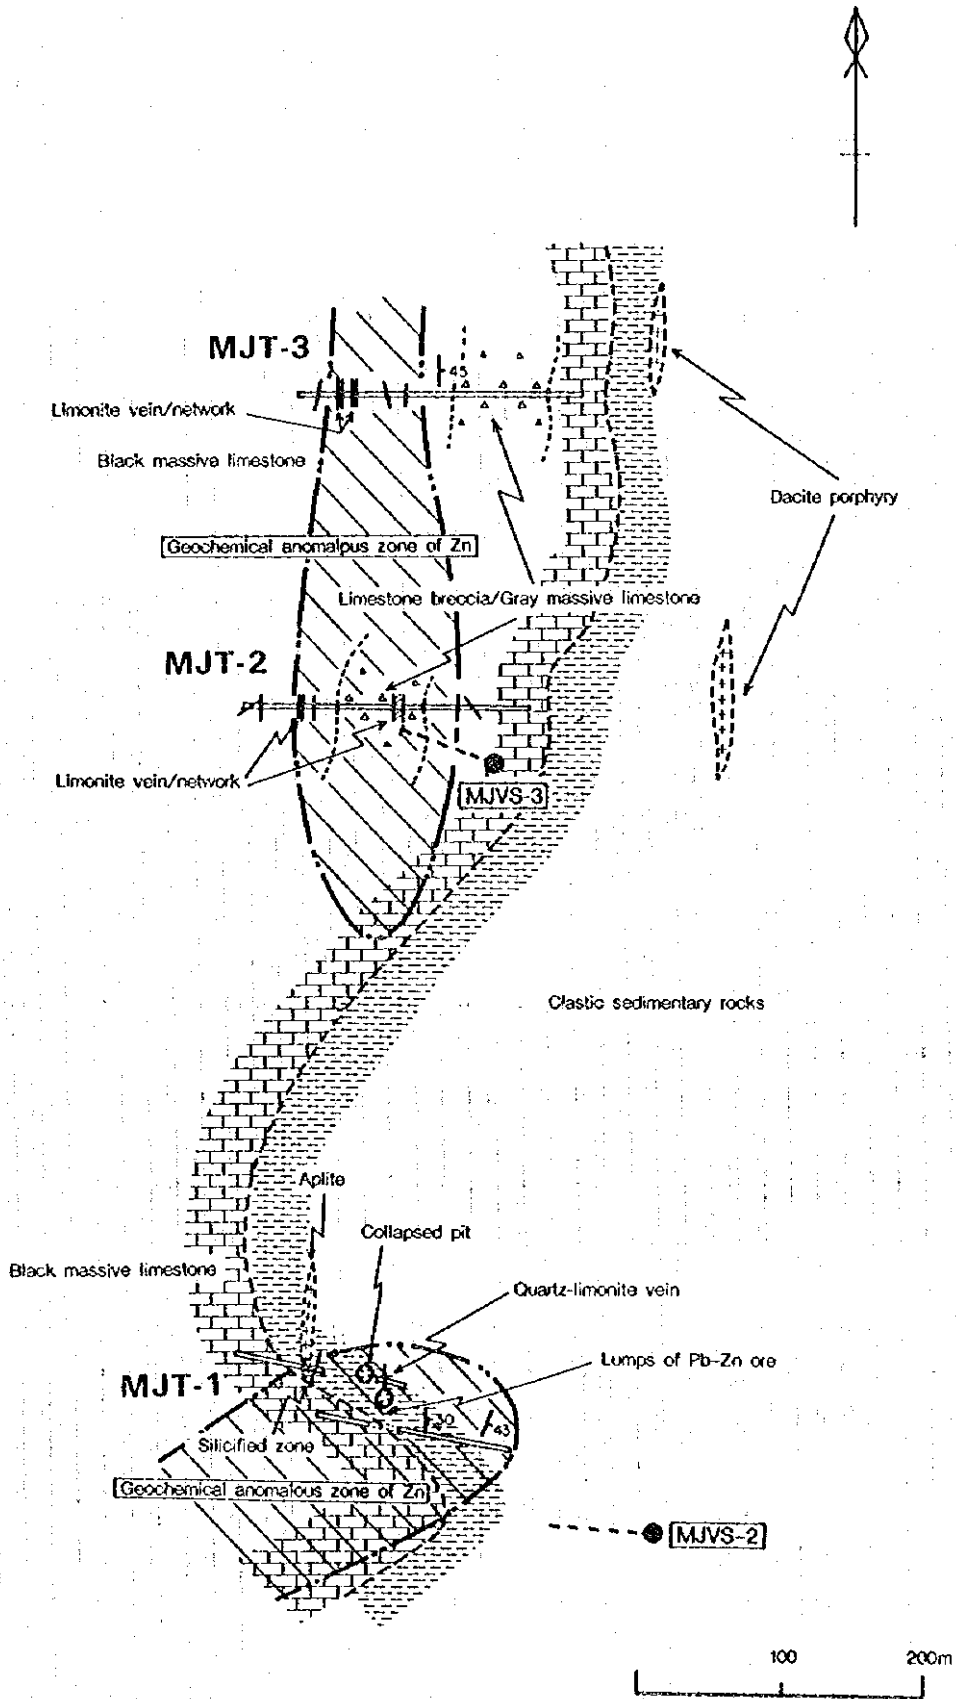 MJT-3
45
Limonite vein/network
Black massive limestone
Dacite porphyry
Geochemical anomalpus zone of Zn
Limestone breccia/Gray massive limestone
MJT-2
Limonite vein/network
MJVS-3
Clastic sedimentary rocks
Aplite
Collapsed pit
Black massive limestone
Quartz-limonite vein
Lumps of Pb-Zn ore
MJT-1
30
43
Silicified zone
Geochemical anomalous zone of Zn
MJVS-2
100
200m